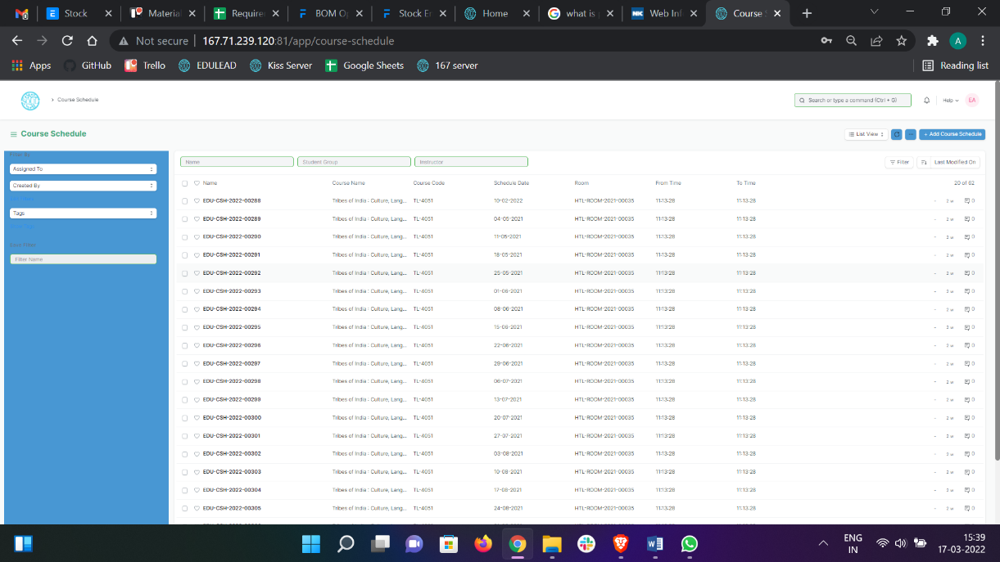 Stock
Materia
Require
BOM Op
Stock En
Home
what is
Web Inf
Course S
Not secure | 167.71.239.120:81/app/course-schedule
A
Apps
GitHub
Trello
EDULEAD
Kiss Server
Google Sheets
167 server
Reading list
> Course Schedule
Search or type a command (Ctrl + G)
Help
EA
Course Schedule
List View
+ Add Course Schedule
Filter By
Assigned To
Created By
Tags
Save Filter
Filter Name
Name
Student Group
Instructor
Filter
Last Modified On
Name Course Name Course Code Schedule Date Room From Time To Time 20 of 62
EDU-CSH-2022-00288 Tribes of India : Culture, Lang... TL-4051 10-02-2022 HTL-ROOM-2021-00035 11:13:28 11:13:28 - 2 w 0
EDU-CSH-2022-00289 Tribes of India : Culture, Lang... TL-4051 04-05-2021 HTL-ROOM-2021-00035 11:13:28 11:13:28 - 2 w 0
EDU-CSH-2022-00290 Tribes of India : Culture, Lang... TL-4051 11-05-2021 HTL-ROOM-2021-00035 11:13:28 11:13:28 - 2 w 0
EDU-CSH-2022-00291 Tribes of India : Culture, Lang... TL-4051 18-05-2021 HTL-ROOM-2021-00035 11:13:28 11:13:28 - 2 w 0
EDU-CSH-2022-00292 Tribes of India : Culture, Lang... TL-4051 25-05-2021 HTL-ROOM-2021-00035 11:13:28 11:13:28 - 2 w 0
EDU-CSH-2022-00293 Tribes of India : Culture, Lang... TL-4051 01-06-2021 HTL-ROOM-2021-00035 11:13:28 11:13:28 - 2 w 0
EDU-CSH-2022-00294 Tribes of India : Culture, Lang... TL-4051 08-06-2021 HTL-ROOM-2021-00035 11:13:28 11:13:28 - 2 w 0
EDU-CSH-2022-00295 Tribes of India : Culture, Lang... TL-4051 15-06-2021 HTL-ROOM-2021-00035 11:13:28 11:13:28 - 2 w 0
EDU-CSH-2022-00296 Tribes of India : Culture, Lang... TL-4051 22-06-2021 HTL-ROOM-2021-00035 11:13:28 11:13:28 - 2 w 0
EDU-CSH-2022-00297 Tribes of India : Culture, Lang... TL-4051 29-06-2021 HTL-ROOM-2021-00035 11:13:28 11:13:28 - 2 w 0
EDU-CSH-2022-00298 Tribes of India : Culture, Lang... TL-4051 06-07-2021 HTL-ROOM-2021-00035 11:13:28 11:13:28 - 2 w 0
EDU-CSH-2022-00299 Tribes of India : Culture, Lang... TL-4051 13-07-2021 HTL-ROOM-2021-00035 11:13:28 11:13:28 - 2 w 0
EDU-CSH-2022-00300 Tribes of India : Culture, Lang... TL-4051 20-07-2021 HTL-ROOM-2021-00035 11:13:28 11:13:28 - 2 w 0
EDU-CSH-2022-00301 Tribes of India : Culture, Lang... TL-4051 27-07-2021 HTL-ROOM-2021-00035 11:13:28 11:13:28 - 2 w 0
EDU-CSH-2022-00302 Tribes of India : Culture, Lang... TL-4051 03-08-2021 HTL-ROOM-2021-00035 11:13:28 11:13:28 - 2 w 0
EDU-CSH-2022-00303 Tribes of India : Culture, Lang... TL-4051 10-08-2021 HTL-ROOM-2021-00035 11:13:28 11:13:28 - 2 w 0
EDU-CSH-2022-00304 Tribes of India : Culture, Lang... TL-4051 17-08-2021 HTL-ROOM-2021-00035 11:13:28 11:13:28 - 2 w 0
EDU-CSH-2022-00305 Tribes of India : Culture, Lang... TL-4051 24-08-2021 HTL-ROOM-2021-00035 11:13:28 11:13:28 - 2 w 0
ENG
IN
15:39
17-03-2022